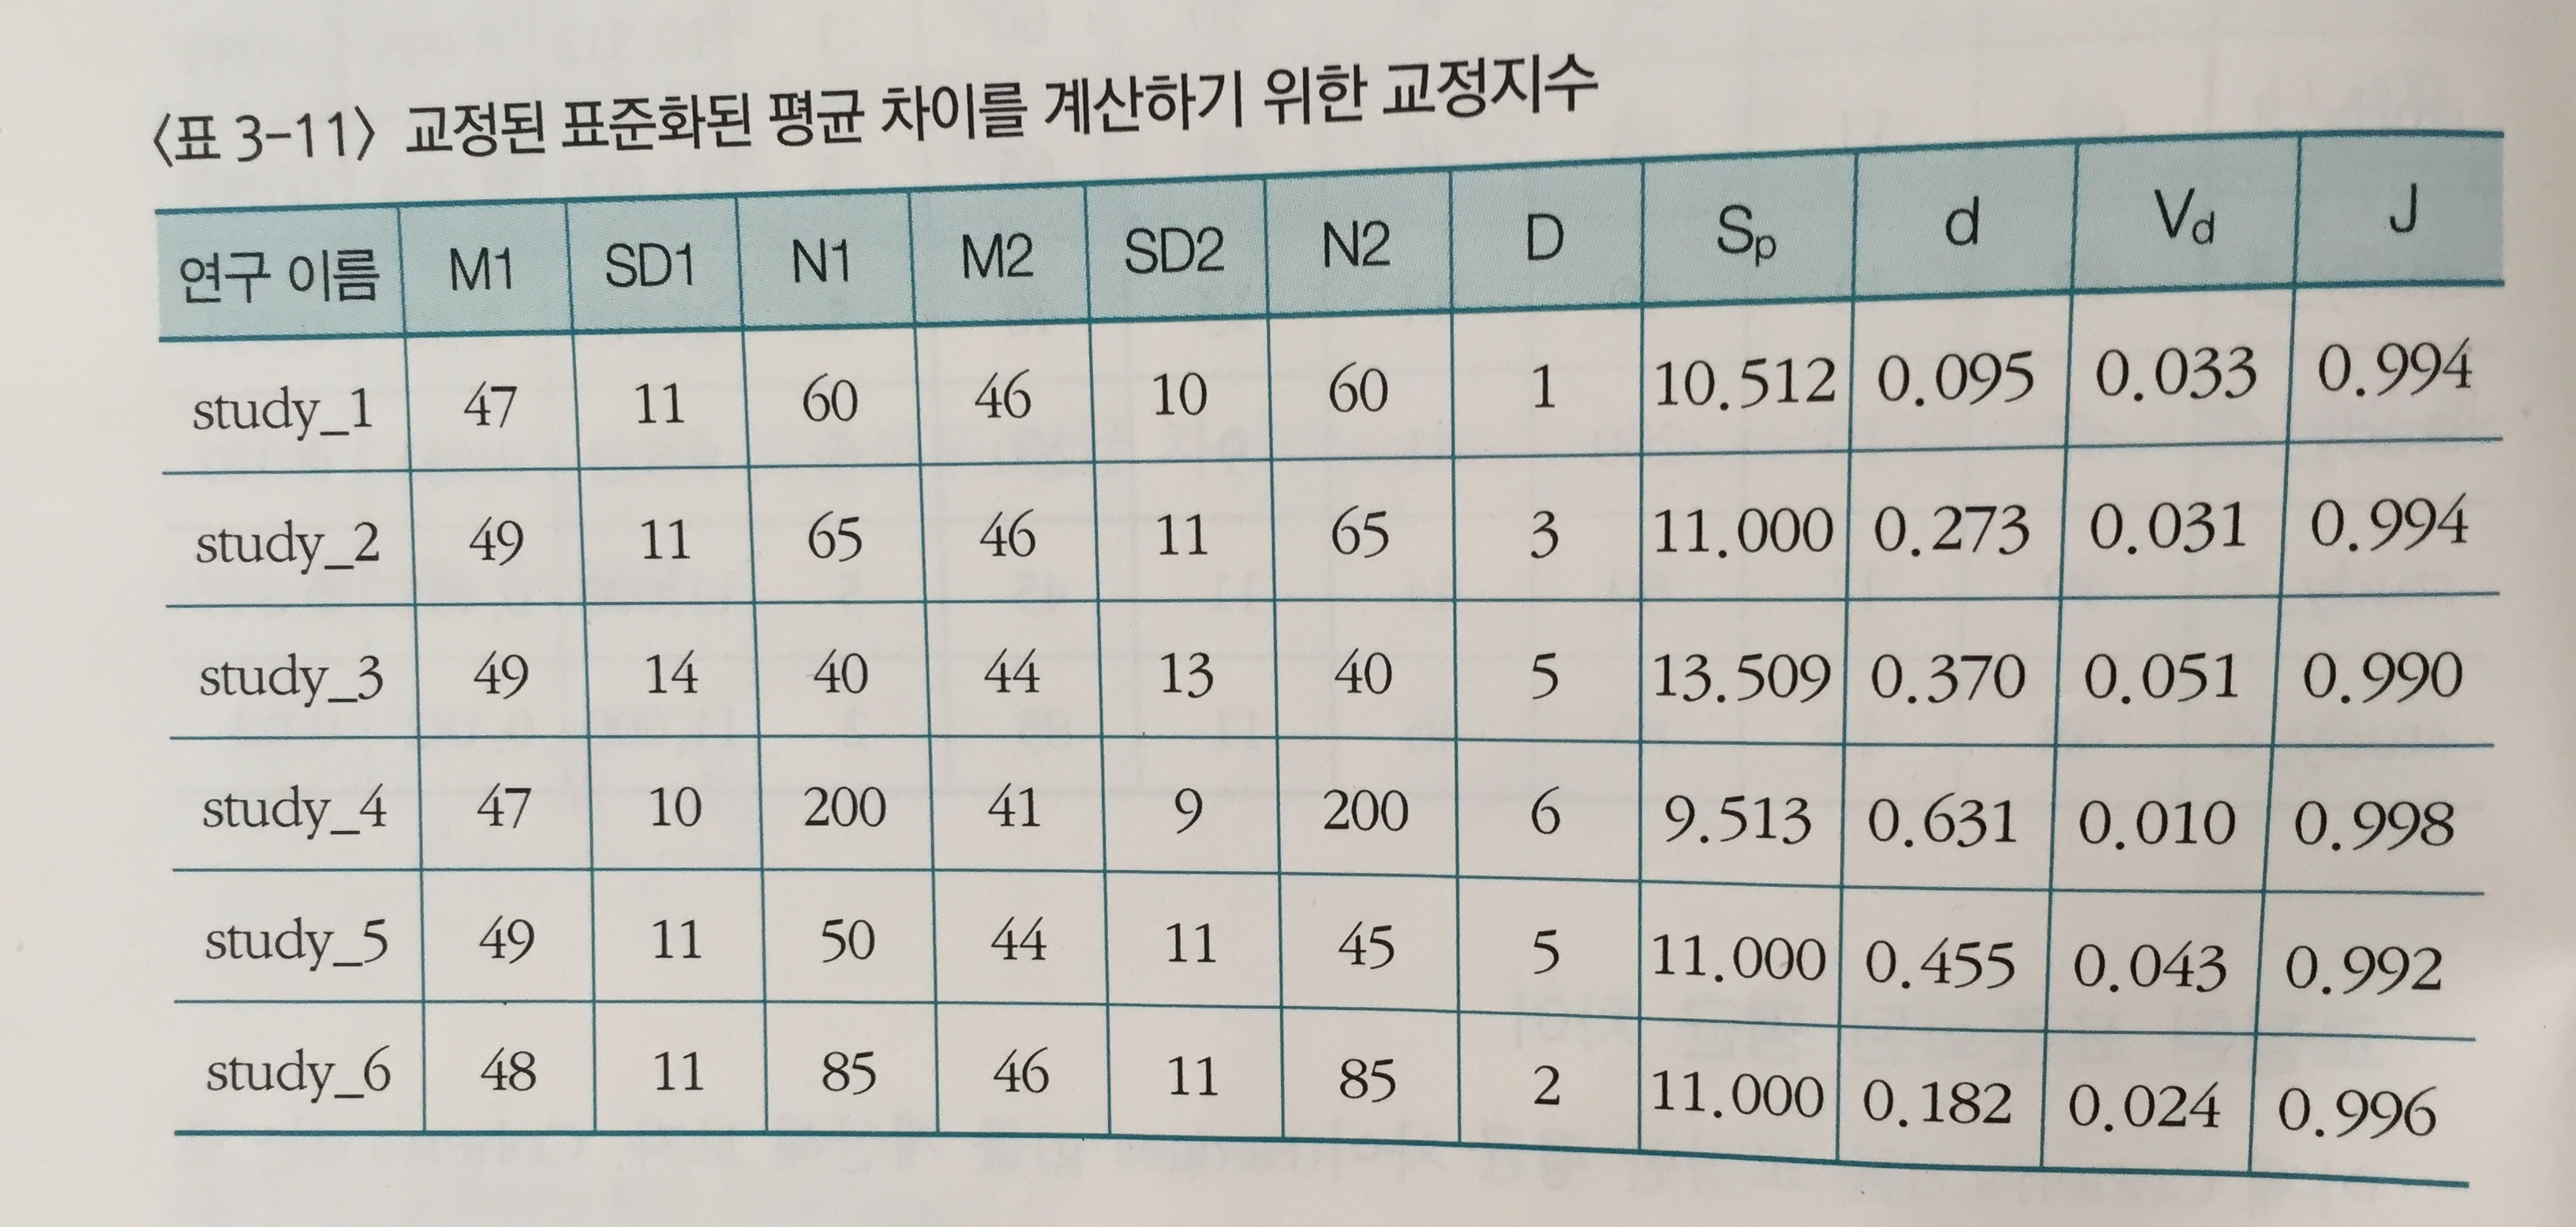 〈표 3-11〉 교정된 표준화된 평균 차이를 계산하기 위한 교정지수
연구 이름 M1 SD1 N1 M2 SD2 N2 D Sp d Vd J
study_1 47 11 60 46 10 60 1 10.512 0.095 0.033 0.994
study_2 49 11 65 46 11 65 3 11.000 0.273 0.031 0.994
study_3 49 14 40 44 13 40 5 13.509 0.370 0.051 0.990
study_4 47 10 200 41 9 200 6 9.513 0.631 0.010 0.998
study_5 49 11 50 44 11 45 5 11.000 0.455 0.043 0.992
study_6 48 11 85 46 11 85 2 11.000 0.182 0.024 0.996